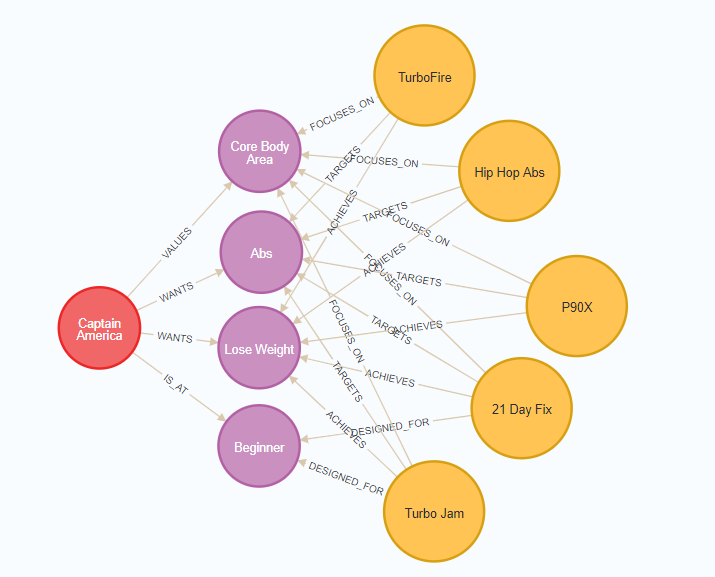 TurboFire
FOCUSES_ON
Core Body
Area
TARGETS
FOCUSES_ON
Hip Hop Abs
ACHIEVES
TARGETS
FOCUSES_ON
VALUES
Abs
ACHIEVES
FOCUSES_ON
TARGETS
WANTS
P90X
Captain
America
WANTS
Lose Weight
FOCUSES_ON
TARGETS
ACHIEVES
IS_AT
TARGETS
ACHIEVES
21 Day Fix
Beginner
ACHIEVES
DESIGNED_FOR
DESIGNED_FOR
Turbo Jam